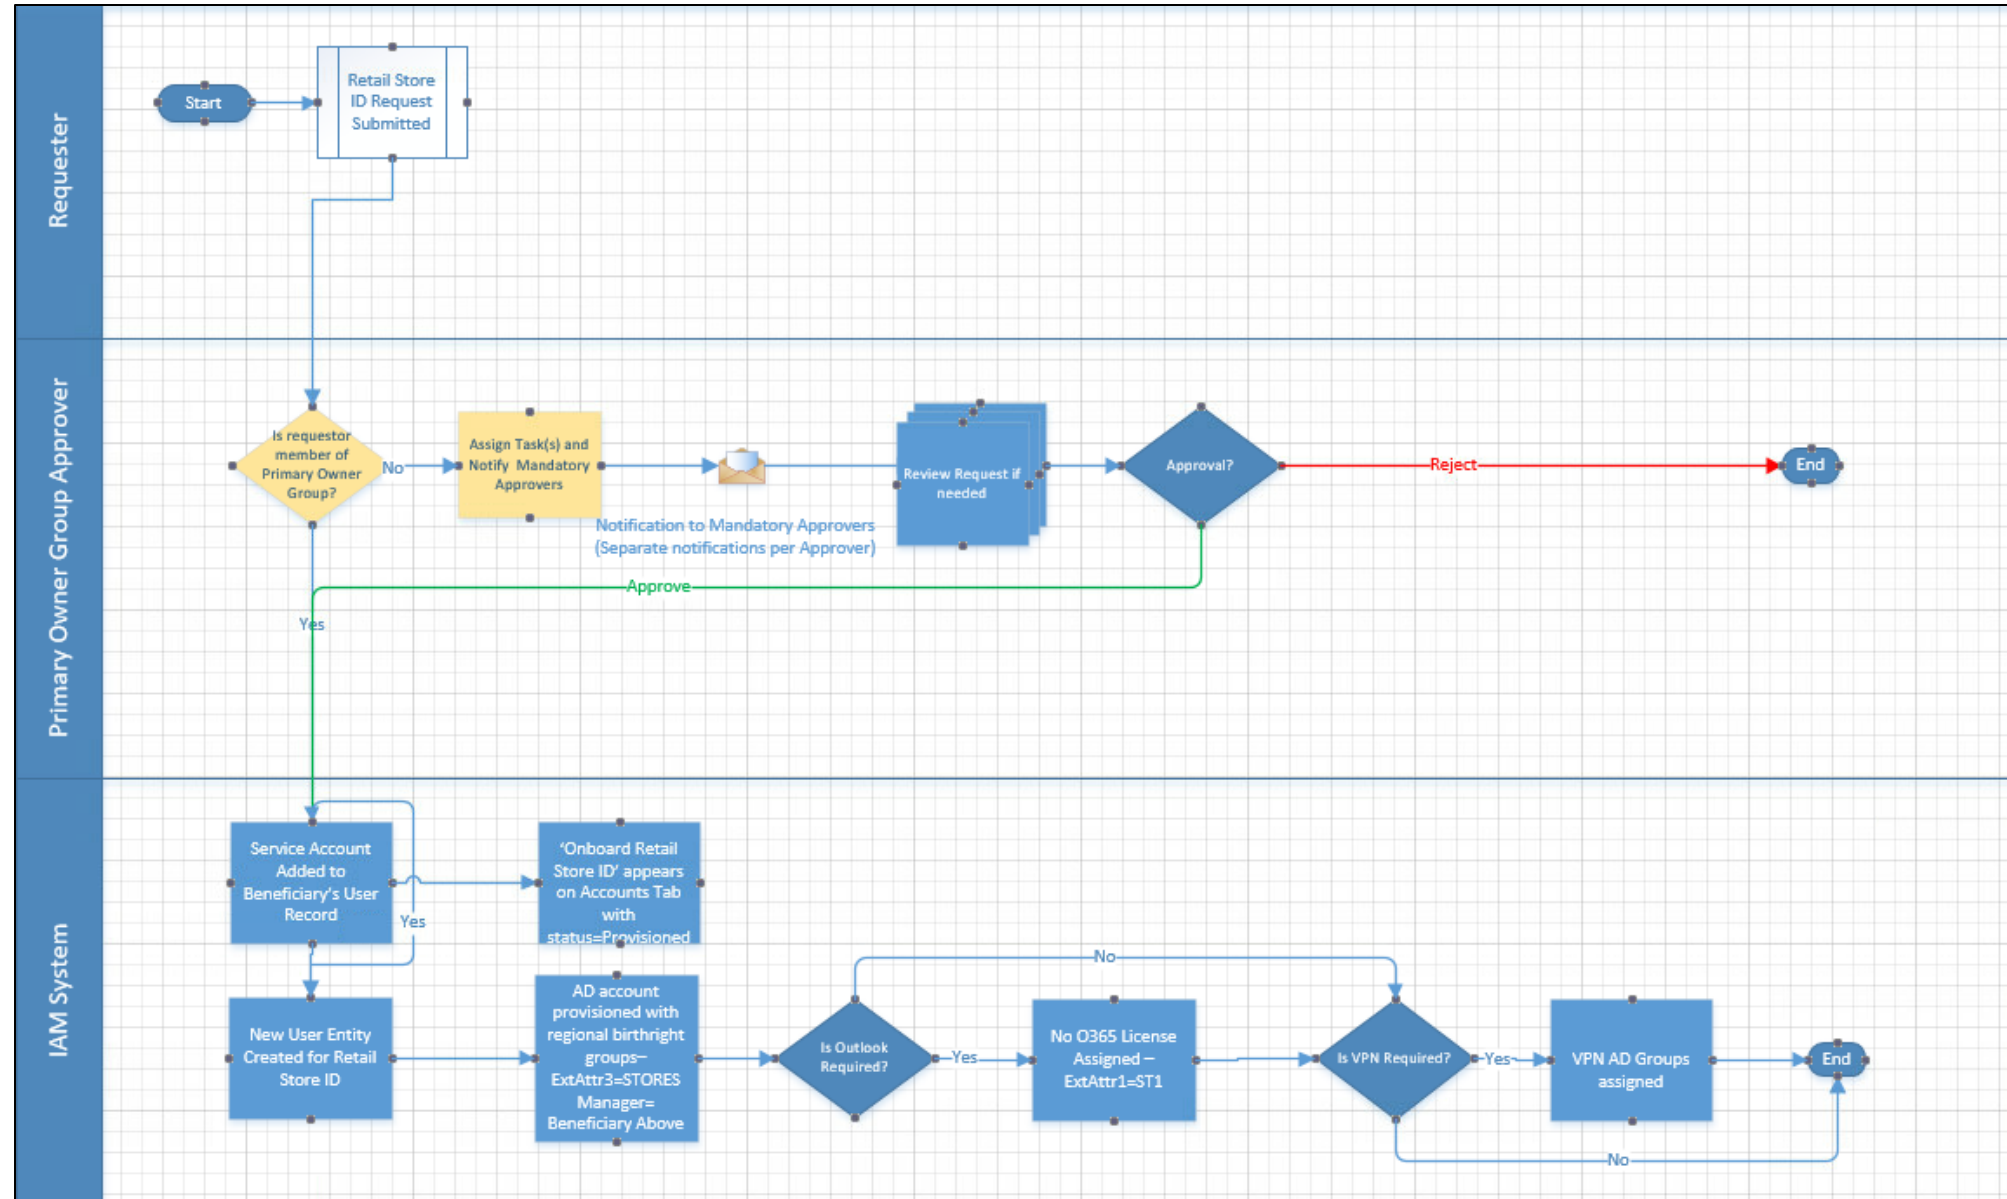 Requester
Start
Retail Store
ID Request
Submitted
Primary Owner Group Approver
Is requestor
member of
Primary Owner
Group?
No
Assign Task(s) and
Notify Mandatory
Approvers
Notification to Mandatory Approvers
(Separate notifications per Approver)
Review Request if
needed
Approval?
Reject
End
Approve
Yes
IAM System
Service Account
Added to
Beneficiary's User
Record
Yes
'Onboard Retail
Store ID' appears
on Accounts Tab
with
status=Provisioned
New User Entity
Created for Retail
Store ID
AD account
provisioned with
regional birthright
groups—
ExtAttr3=STORES
Manager=
Beneficiary Above
Is Outlook
Required?
No
Yes
No O365 License
Assigned —
ExtAttr1=ST1
Is VPN Required?
Yes
VPN AD Groups
assigned
End
No